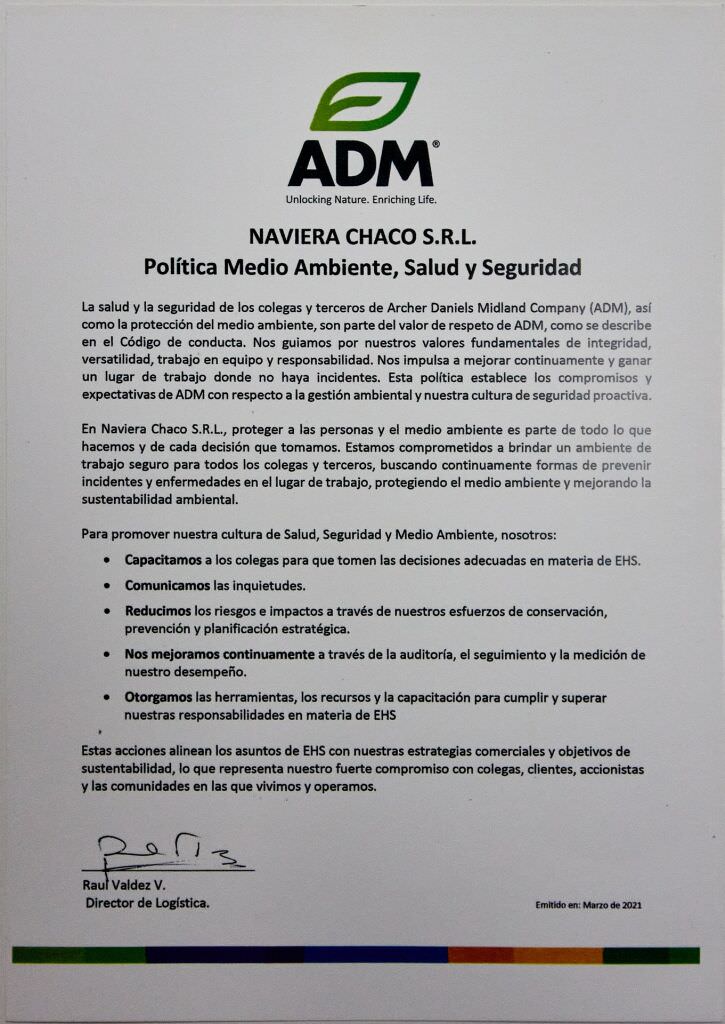 ADM®
Unlocking Nature. Enriching Life.
NAVIERA CHACO S.R.L.
Política Medio Ambiente, Salud y Seguridad
La salud y la seguridad de los colegas y terceros de Archer Daniels Midland Company (ADM), así
como la protección del medio ambiente, son parte del valor de respeto de ADM, como se describe
en el Código de conducta. Nos guiamos por nuestros valores fundamentales de integridad,
versatilidad, trabajo en equipo y responsabilidad. Nos impulsa a mejorar continuamente y ganar
un lugar de trabajo donde no haya incidentes. Esta política establece los compromisos y
expectativas de ADM con respecto a la gestión ambiental y nuestra cultura de seguridad proactiva.
En Naviera Chaco S.R.L., proteger a las personas y el medio ambiente es parte de todo lo que
hacemos y de cada decisión que tomamos. Estamos comprometidos a brindar un ambiente de
trabajo seguro para todos los colegas y terceros, buscando continuamente formas de prevenir
incidentes y enfermedades en el lugar de trabajo, protegiendo el medio ambiente y mejorando la
sustentabilidad ambiental.
Para promover nuestra cultura de Salud, Seguridad y Medio Ambiente, nosotros:
• Capacitamos a los colegas para que tomen las decisiones adecuadas en materia de EHS.
• Comunicamos las inquietudes.
• Reducimos los riesgos e impactos a través de nuestros esfuerzos de conservación,
prevención y planificación estratégica.
• Nos mejoramos continuamente a través de la auditoría, el seguimiento y la medición de
nuestro desempeño.
• Otorgamos las herramientas, los recursos y la capacitación para cumplir y superar
nuestras responsabilidades en materia de EHS
Estas acciones alinean los asuntos de EHS con nuestras estrategias comerciales y objetivos de
sustentabilidad, lo que representa nuestro fuerte compromiso con colegas, clientes, accionistas
y las comunidades en las que vivimos y operamos.
Raul Valdez V.
Director de Logística.
Emitido en: Marzo de 2021